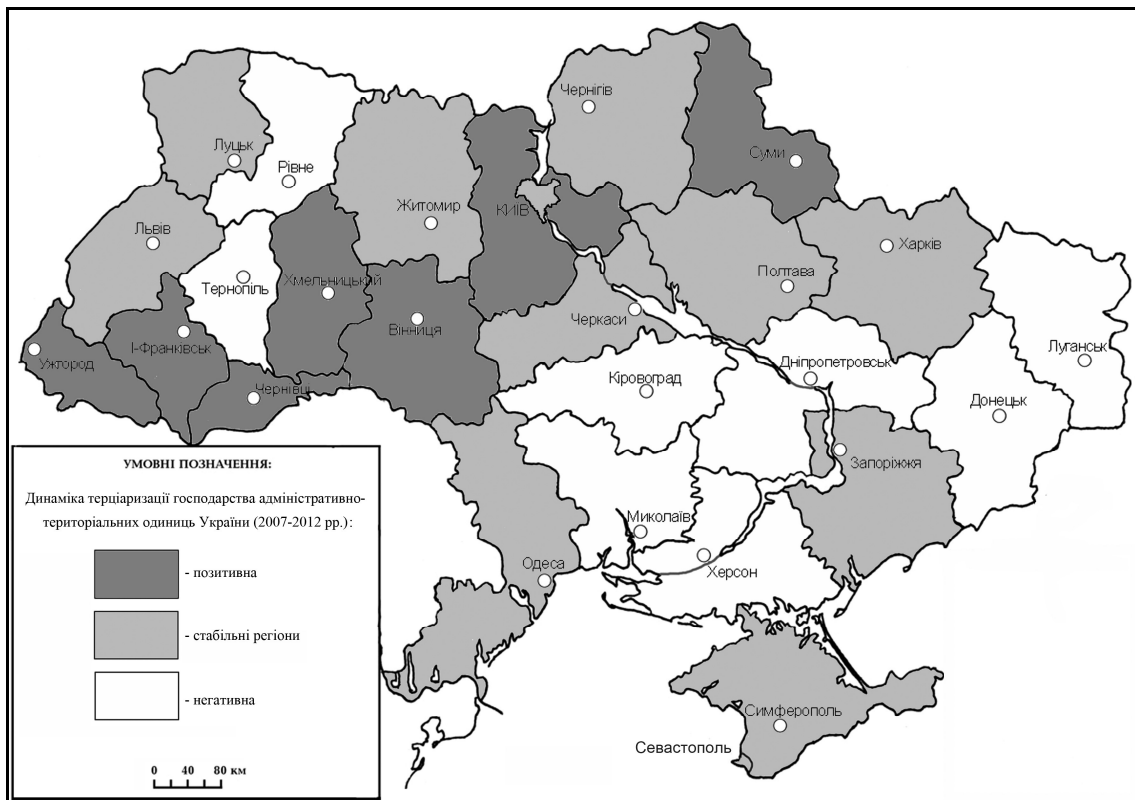 Чернігів
Луцьк
Суми
Рівне
Житомир
КИЇВ
Львів
Харків
Полтава
Хмельницький
Тернопіль
Черкаси
Вінниця
І-Франківськ
Ужгород
Луганськ
Дніпропетровськ
Кіровоград
Чернівці
Донецьк
Запоріжжя
Миколаїв
Одеса
Херсон
Симферополь
Севастополь
УМОВНІ ПОЗНАЧЕННЯ:
Динаміка терціаризації господарства адміністративно-
територіальних одиниць України (2007-2012 рр.):
- позитивна
- стабільні регіони
- негативна
0 40 80 км